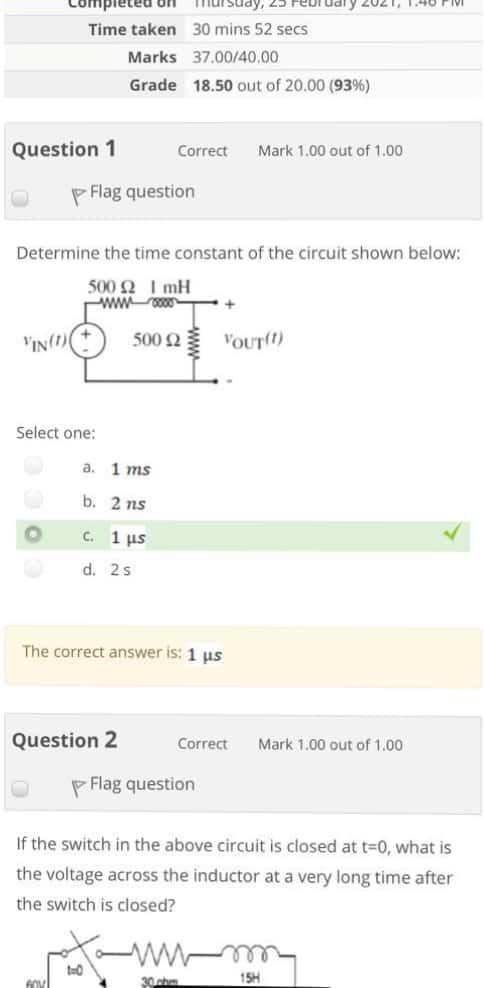 Completed on Thursday, 25 February 2021, 1:46 PM
Time taken 30 mins 52 secs
Marks 37.00/40.00
Grade 18.50 out of 20.00 (93%)
Question 1 Correct Mark 1.00 out of 1.00
Flag question
Determine the time constant of the circuit shown below:
500 Ω 1 mH
+
vIN(t) + - 500 Ω vOUT(t)
-
Select one:
a. 1 ms
b. 2 ns
c. 1 μs
d. 2 s
The correct answer is: 1 μs
Question 2 Correct Mark 1.00 out of 1.00
Flag question
If the switch in the above circuit is closed at t=0, what is
the voltage across the inductor at a very long time after
the switch is closed?
t=0
60V 30 ohm 15H